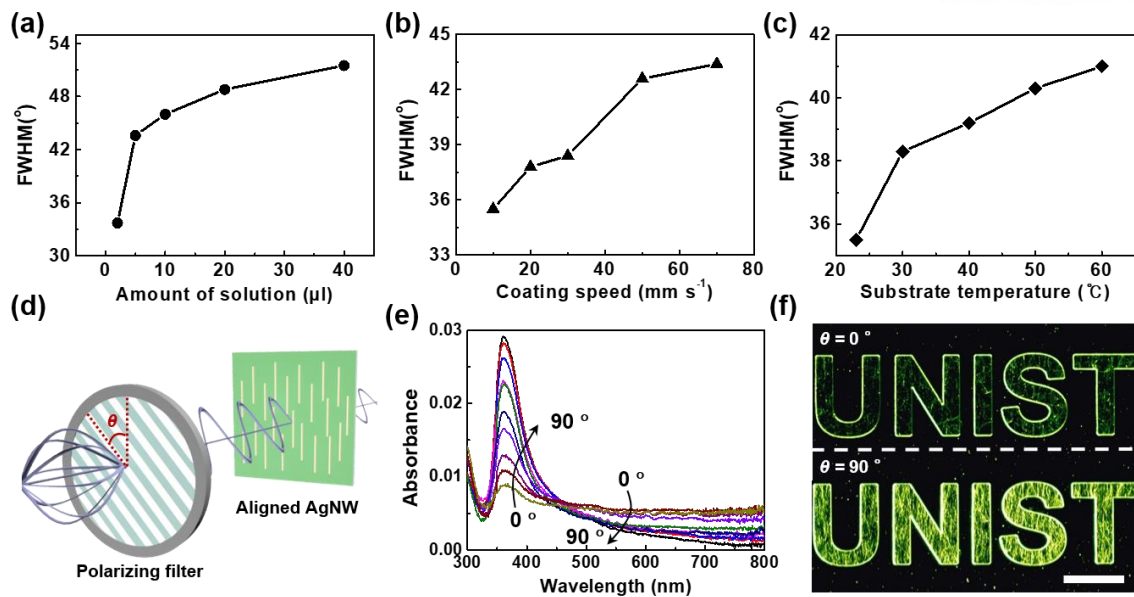 (a)
54
48
42
36
30
FWHM(°)
0 10 20 30 40
Amount of solution (µl)
(b)
45
42
39
36
33
FWHM(°)
0 20 40 60 80
Coating speed (mm s⁻¹)
(c)
42
40
38
36
FWHM(°)
20 30 40 50 60
Substrate temperature (℃)
(d)
θ
Polarizing filter
Aligned AgNW
(e)
0.03
0.02
0.01
0.00
Absorbance
90 °
0 °
0 °
90 °
300 400 500 600 700 800
Wavelength (nm)
(f)
θ = 0 °
UNIST
θ = 90 °
UNIST